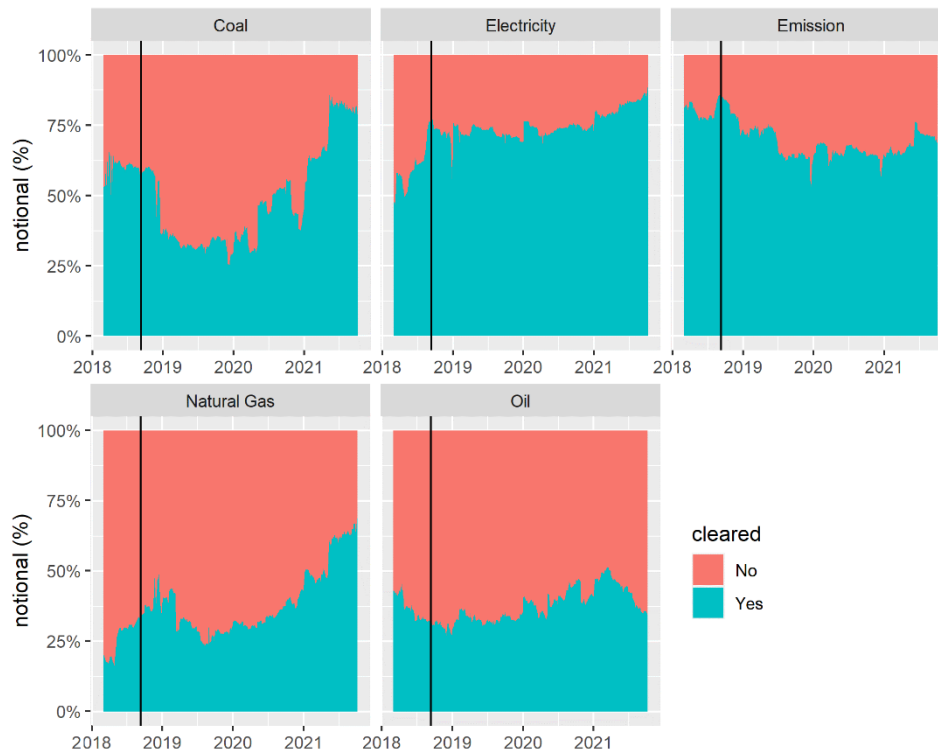 Coal
Electricity
Emission
notional (%)
100%
75%
50%
25%
0%
2018 2019 2020 2021
2018 2019 2020 2021
2018 2019 2020 2021
Natural Gas
Oil
notional (%)
100%
75%
50%
25%
0%
2018 2019 2020 2021
2018 2019 2020 2021
cleared
No
Yes